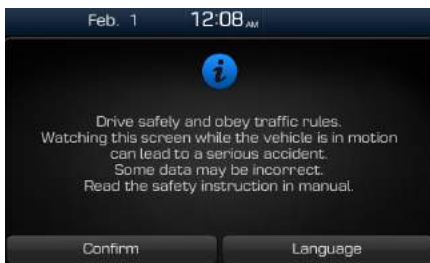 Feb. 1 12:08 AM
i
Drive safely and obey traffic rules.
Watching this screen while the vehicle is in motion
can lead to a serious accident.
Some data may be incorrect.
Read the safety instruction in manual.
Confirm Language